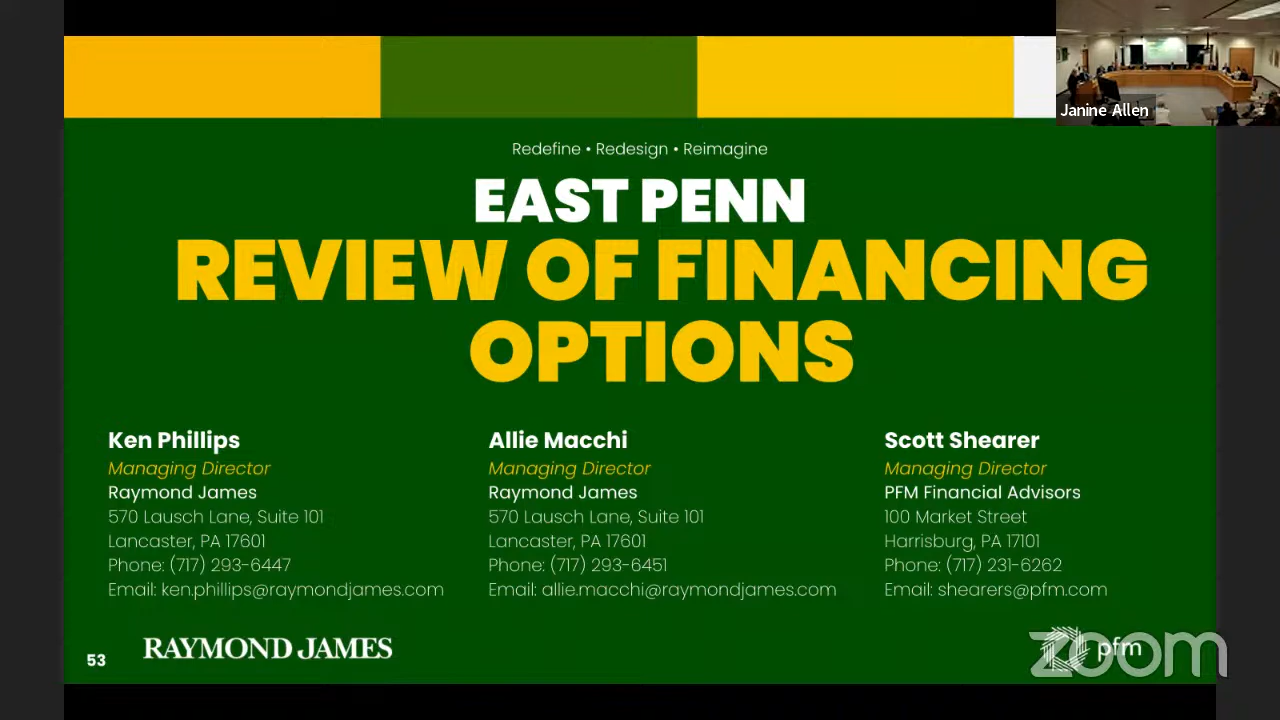 Janine Allen
Redefine • Redesign • Reimagine
EAST PENN
REVIEW OF FINANCING
OPTIONS
Ken Phillips
Managing Director
Raymond James
570 Lausch Lane, Suite 101
Lancaster, PA 17601
Phone: (717) 293-6447
Email: ken.phillips@raymondjames.com
Allie Macchi
Managing Director
Raymond James
570 Lausch Lane, Suite 101
Lancaster, PA 17601
Phone: (717) 293-6451
Email: allie.macchi@raymondjames.com
Scott Shearer
Managing Director
PFM Financial Advisors
100 Market Street
Harrisburg, PA 17101
Phone: (717) 231-6262
Email: shearers@pfm.com
53
RAYMOND JAMES
pfm
zoom